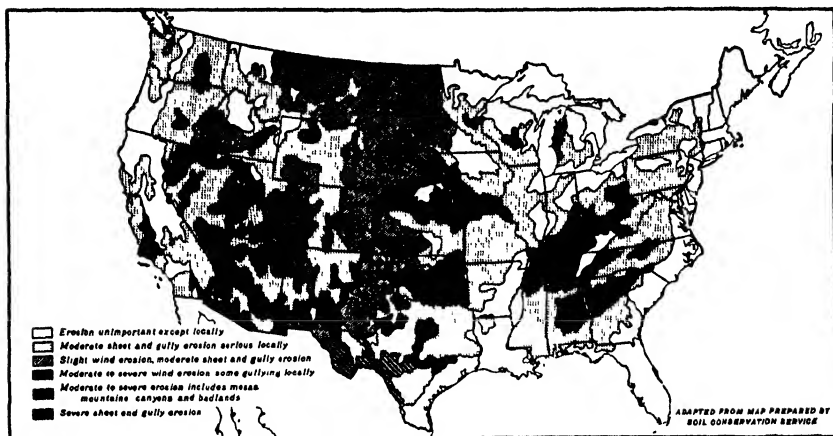 Erosion unimportant except locally
Moderate sheet and gully erosion serious locally
Slight wind erosion, moderate sheet and gully erosion
Moderate to severe wind erosion some gullying locally
Moderate to severe erosion includes mesas
mountains canyons and badlands
Severe sheet and gully erosion
ADAPTED FROM MAP PREPARED BY
SOIL CONSERVATION SERVICE